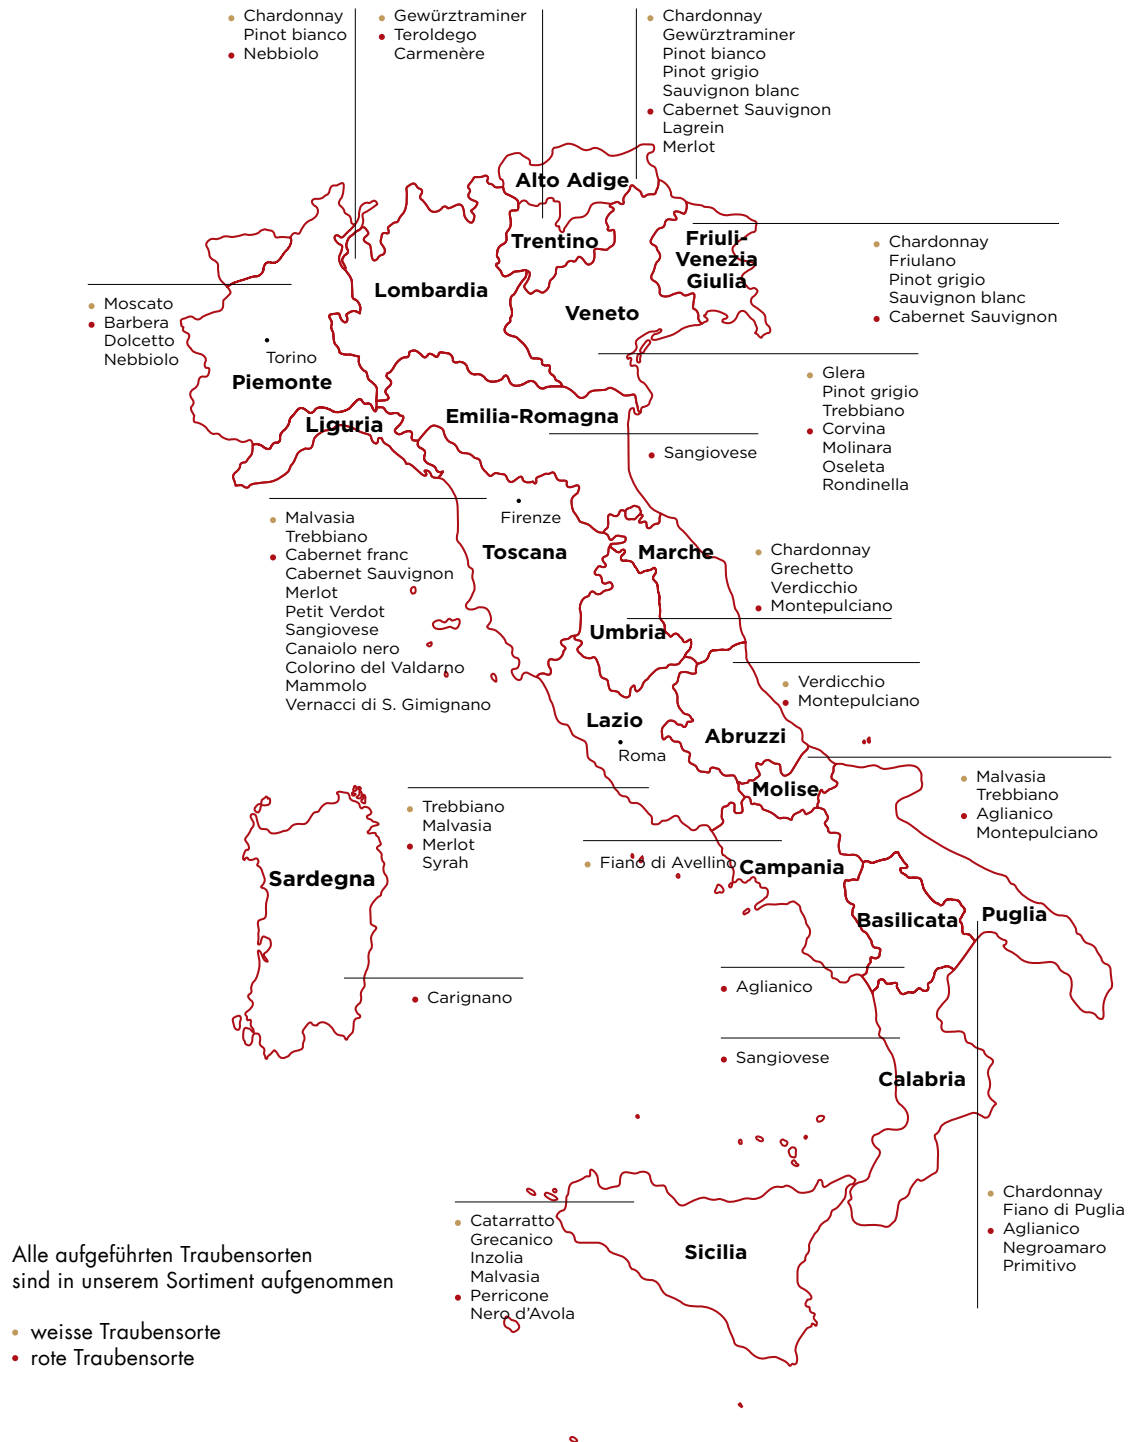 Chardonnay
Pinot bianco
Nebbiolo
Gewürztraminer
Teroldego
Carmenère
Chardonnay
Gewürztraminer
Pinot bianco
Pinot grigio
Sauvignon blanc
Cabernet Sauvignon
Lagrein
Merlot
Alto Adige
Trentino
Friuli-
Venezia
Giulia
Chardonnay
Friulano
Pinot grigio
Sauvignon blanc
Cabernet Sauvignon
Lombardia
Veneto
Moscato
Barbera
Dolcetto
Nebbiolo
Torino
Piemonte
Glera
Pinot grigio
Trebbiano
Corvina
Molinara
Oseleta
Rondinella
Emilia-Romagna
Liguria
Sangiovese
Malvasia
Trebbiano
Cabernet franc
Cabernet Sauvignon
Merlot
Petit Verdot
Sangiovese
Canaiolo nero
Colorino del Valdarno
Mammolo
Vernacci di S. Gimignano
Firenze
Toscana
Marche
Chardonnay
Grechetto
Verdicchio
Montepulciano
Umbria
Verdicchio
Montepulciano
Lazio
Roma
Abruzzi
Molise
Malvasia
Trebbiano
Aglianico
Montepulciano
Trebbiano
Malvasia
Merlot
Syrah
Fiano di Avellino
Campania
Sardegna
Basilicata
Puglia
Carignano
Aglianico
Sangiovese
Calabria
Chardonnay
Fiano di Puglia
Aglianico
Negroamaro
Primitivo
Catarratto
Grecanico
Inzolia
Malvasia
Perricone
Nero d'Avola
Sicilia
Alle aufgeführten Traubensorten
sind in unserem Sortiment aufgenommen
weisse Traubensorte
rote Traubensorte